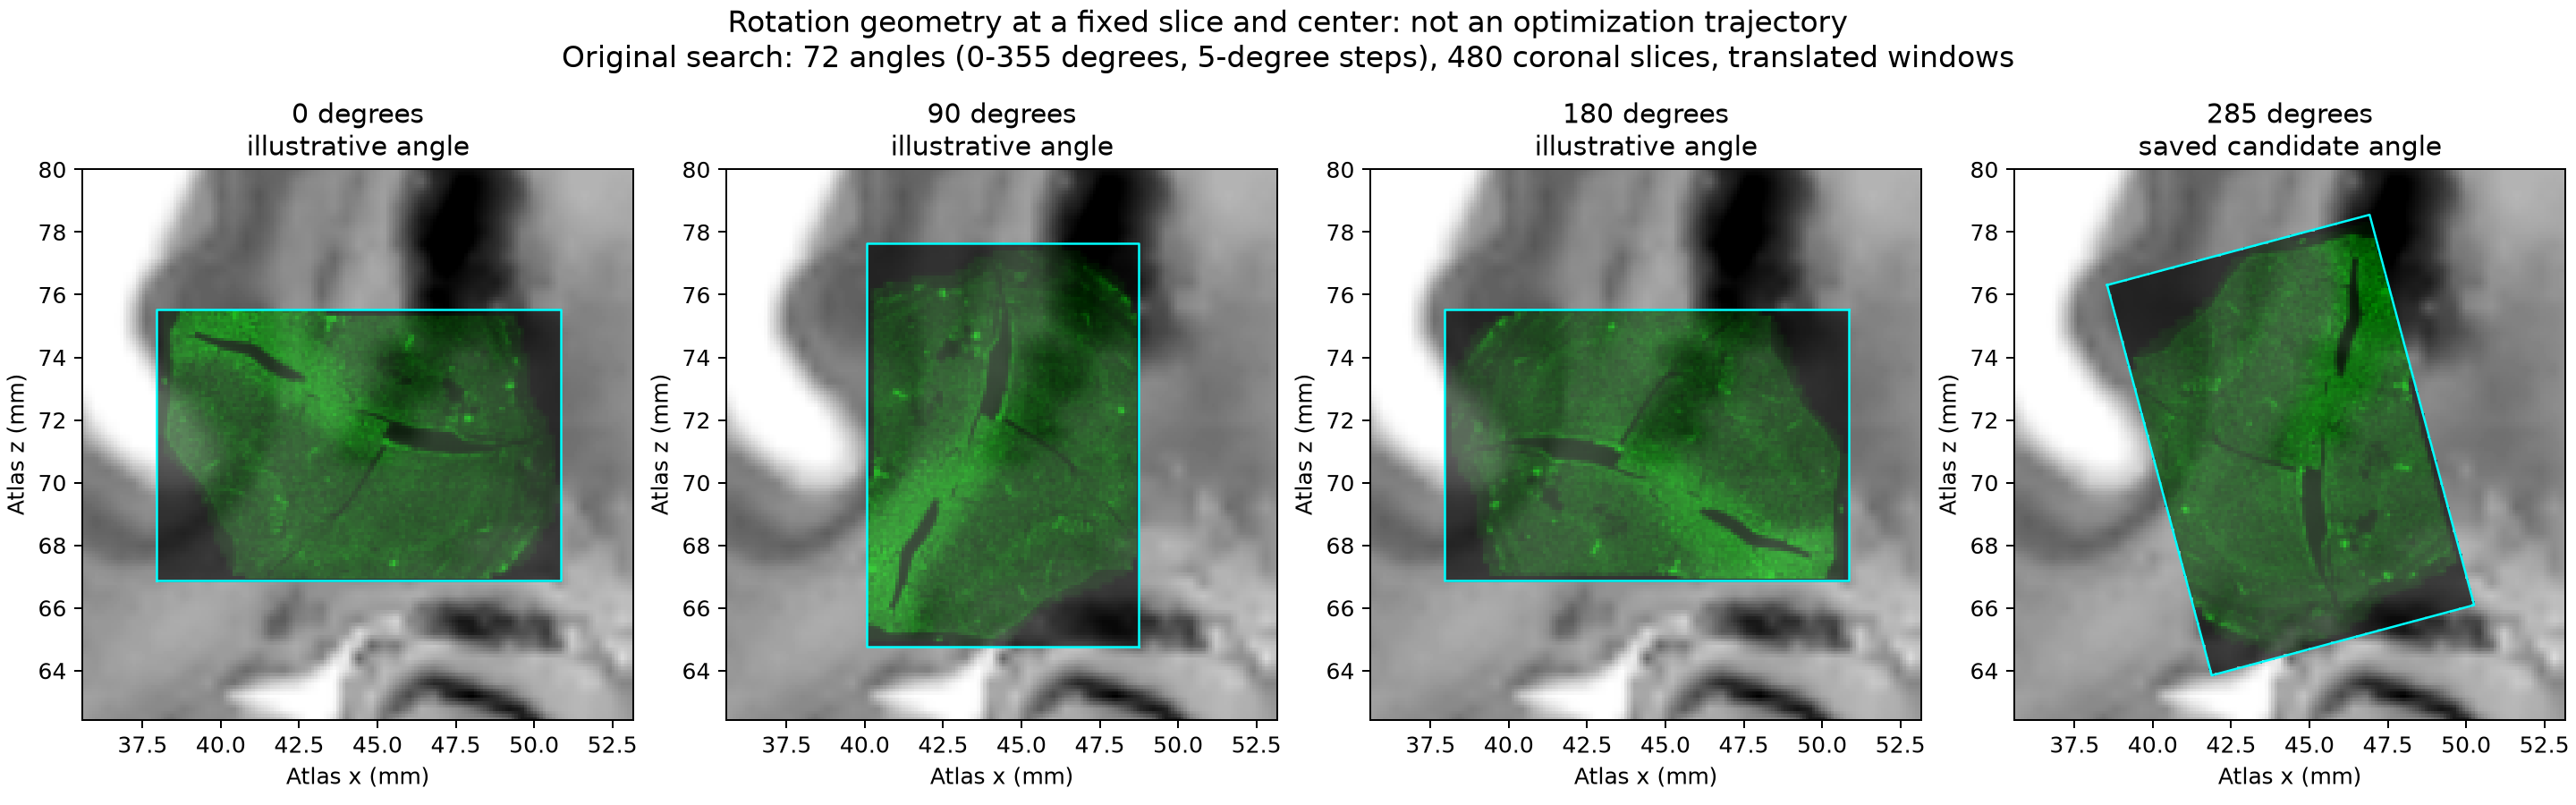 Rotation geometry at a fixed slice and center: not an optimization trajectory
Original search: 72 angles (0-355 degrees, 5-degree steps), 480 coronal slices, translated windows
0 degrees
illustrative angle
80
78
76
74
72
70
68
66
64
Atlas z (mm)
37.5 40.0 42.5 45.0 47.5 50.0 52.5
Atlas x (mm)
90 degrees
illustrative angle
80
78
76
74
72
70
68
66
64
Atlas z (mm)
37.5 40.0 42.5 45.0 47.5 50.0 52.5
Atlas x (mm)
180 degrees
illustrative angle
80
78
76
74
72
70
68
66
64
Atlas z (mm)
37.5 40.0 42.5 45.0 47.5 50.0 52.5
Atlas x (mm)
285 degrees
saved candidate angle
80
78
76
74
72
70
68
66
64
Atlas z (mm)
37.5 40.0 42.5 45.0 47.5 50.0 52.5
Atlas x (mm)